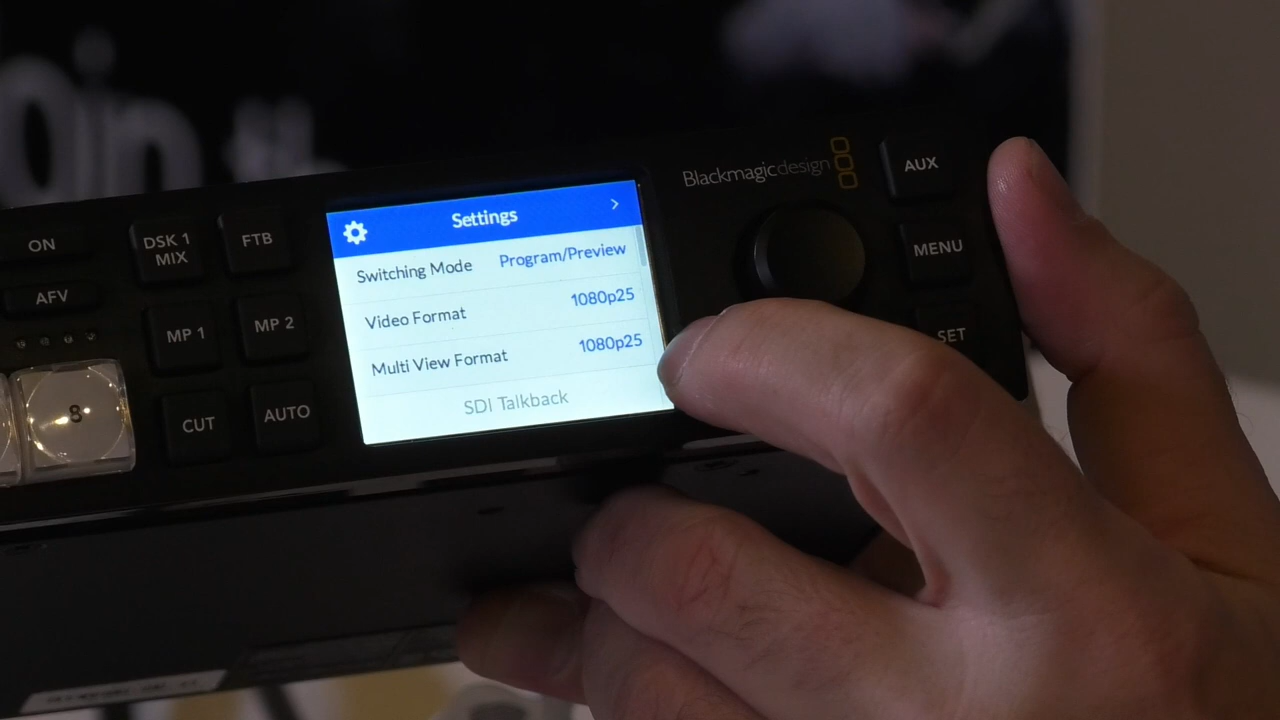 ON
AFV
8
DSK 1
MIX
FTB
MP 1
MP 2
CUT
AUTO
Settings
Switching Mode Program/Preview
Video Format 1080p25
Multi View Format 1080p25
SDI Talkback
Blackmagicdesign
AUX
MENU
SET